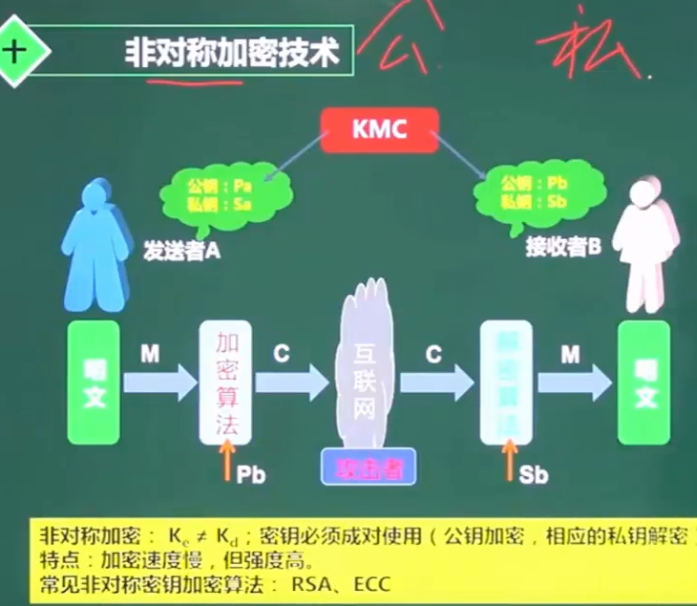 非对称加密技术
公 私
KMC
公钥：Pa
私钥：Sa
公钥：Pb
私钥：Sb
发送者A
接收者B
明文
M
加密算法
C
互联网
C
解密算法
M
明文
攻击者
Pb
Sb
非对称加密： Ke ≠ Kd；密钥必须成对使用（公钥加密，相应的私钥解密
特点：加密速度慢，但强度高。
常见非对称密钥加密算法： RSA、ECC